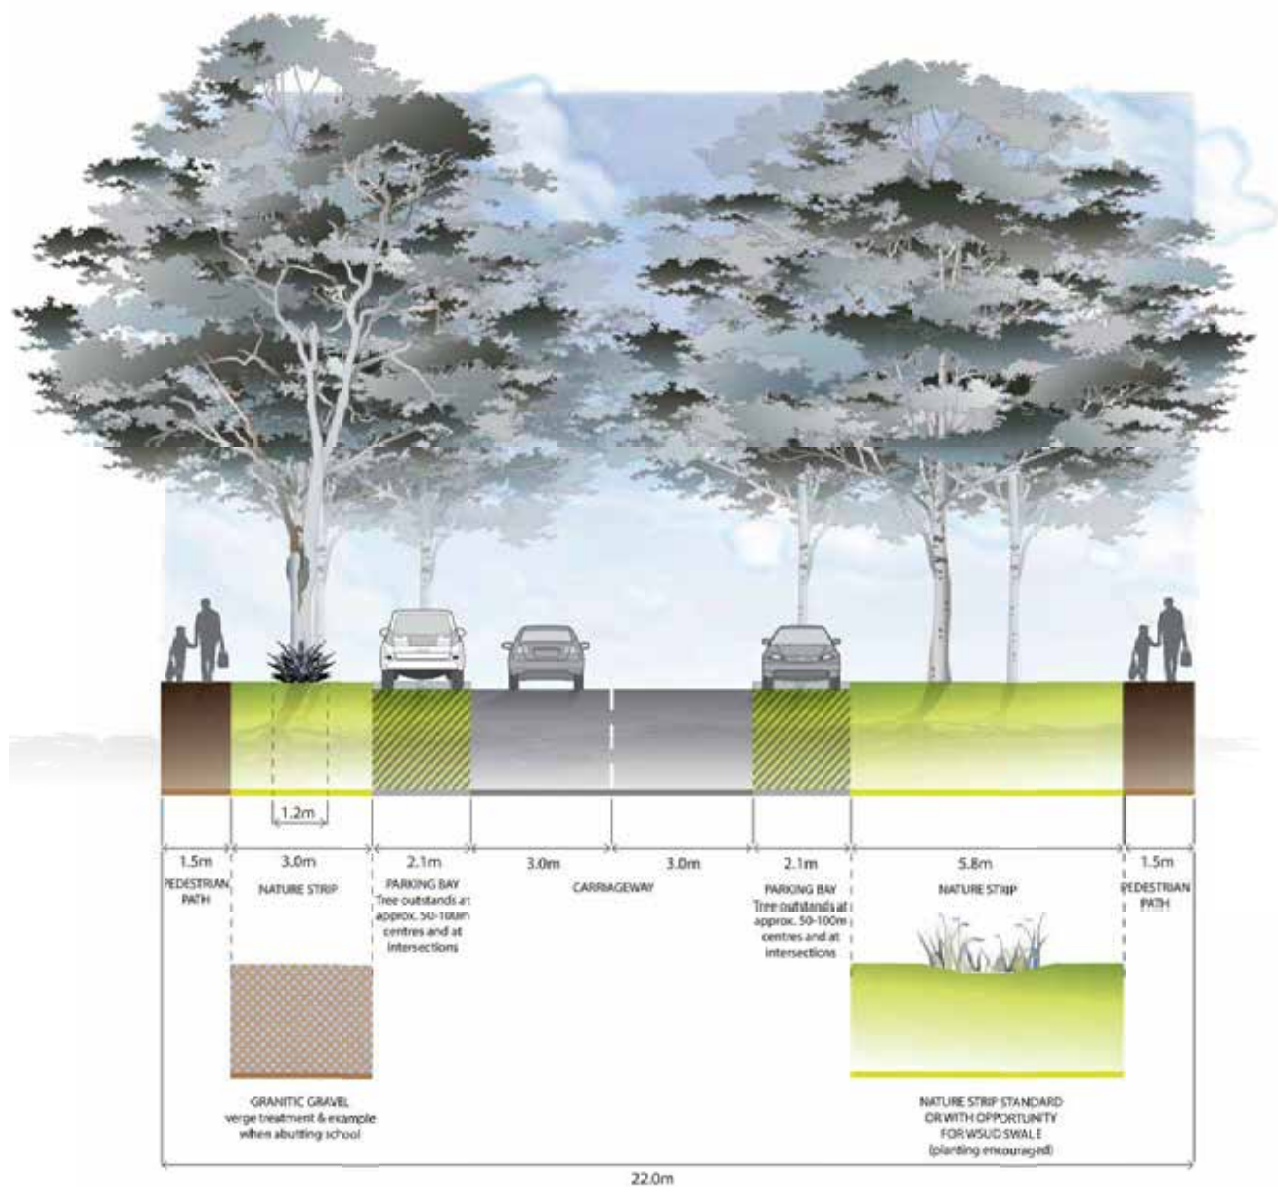 1.2m
1.5m
3.0m
2.1m
3.0m
3.0m
2.1m
5.8m
1.5m
PEDESTRIAN
PATH
NATURE STRIP
PARKING BAY
Tree outstands at
approx. 50-100m
centres and at
intersections
CARRIAGEWAY
PARKING BAY
Tree outstands at
approx. 50-100m
centres and at
intersections
NATURE STRIP
PEDESTRIAN
PATH
GRANITIC GRAVEL
verge treatment & example
when abutting school
NATURE STRIP STANDARD
OR WITH OPPORTUNITY
FOR WSUD SWALE
(planting encouraged)
22.0m